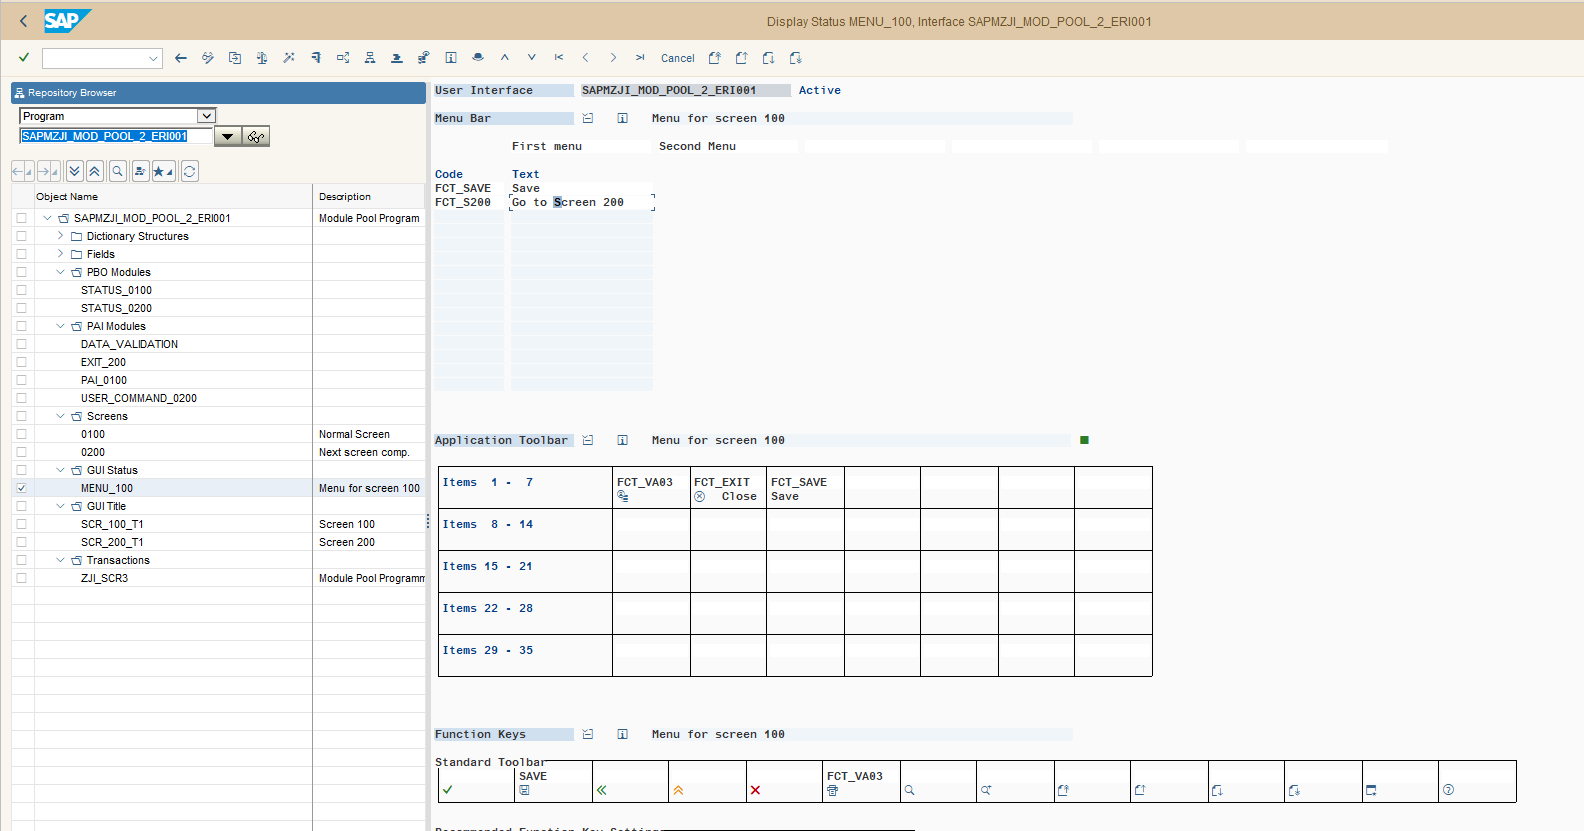 SAP
Display Status MENU_100, Interface SAPMZJI_MOD_POOL_2_ERI001
Cancel
Repository Browser
Program
SAPMZJI_MOD_POOL_2_ERI001
Object Name Description
SAPMZJI_MOD_POOL_2_ERI001 Module Pool Program
Dictionary Structures
Fields
PBO Modules
STATUS_0100
STATUS_0200
PAI Modules
DATA_VALIDATION
EXIT_200
PAI_0100
USER_COMMAND_0200
Screens
0100 Normal Screen
0200 Next screen comp.
GUI Status
MENU_100 Menu for screen 100
GUI Title
SCR_100_T1 Screen 100
SCR_200_T1 Screen 200
Transactions
ZJI_SCR3 Module Pool Programm
User Interface SAPMZJI_MOD_POOL_2_ERI001 Active
Menu Bar Menu for screen 100
First menu Second Menu
Code Text
FCT_SAVE Save
FCT_S200 Go to Screen 200
Application Toolbar Menu for screen 100
Items 1 - 7 FCT_VA03 FCT_EXIT FCT_SAVE
Close Save
Items 8 - 14
Items 15 - 21
Items 22 - 28
Items 29 - 35
Function Keys Menu for screen 100
Standard Toolbar
SAVE FCT_VA03